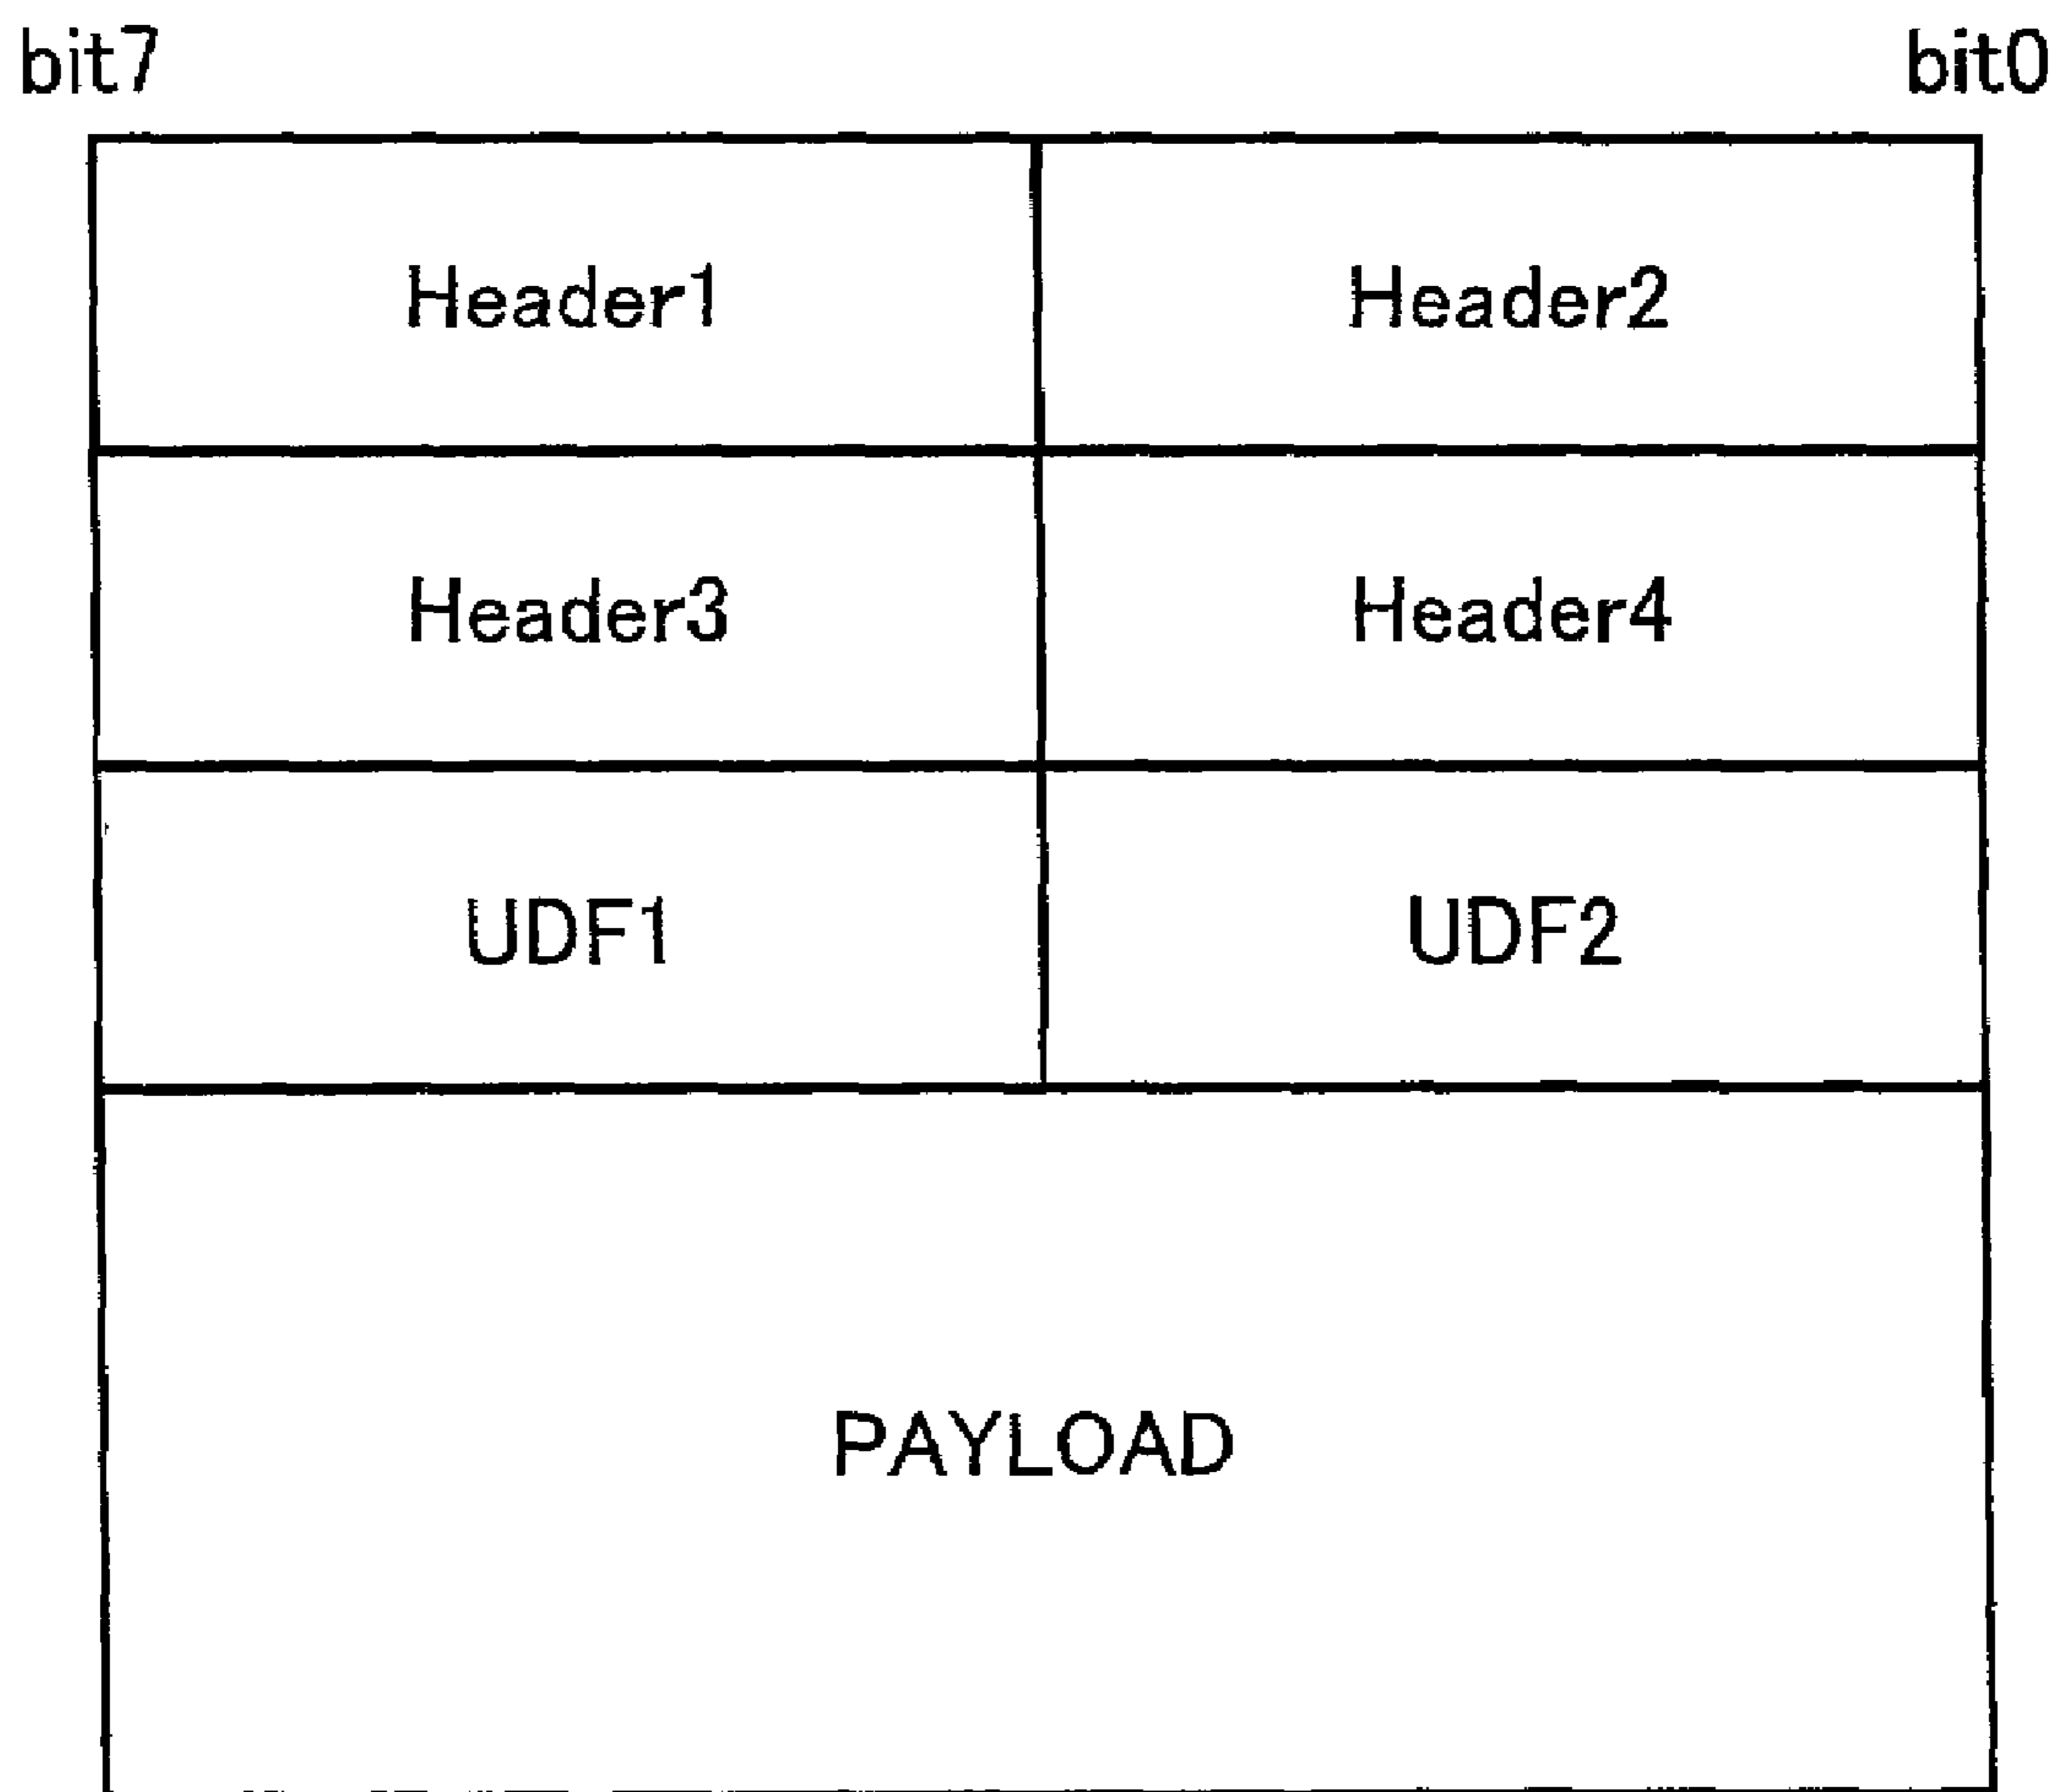 bit7 bit0
Header1 Header2
Header3 Header4
UDF1 UDF2
PAYLOAD